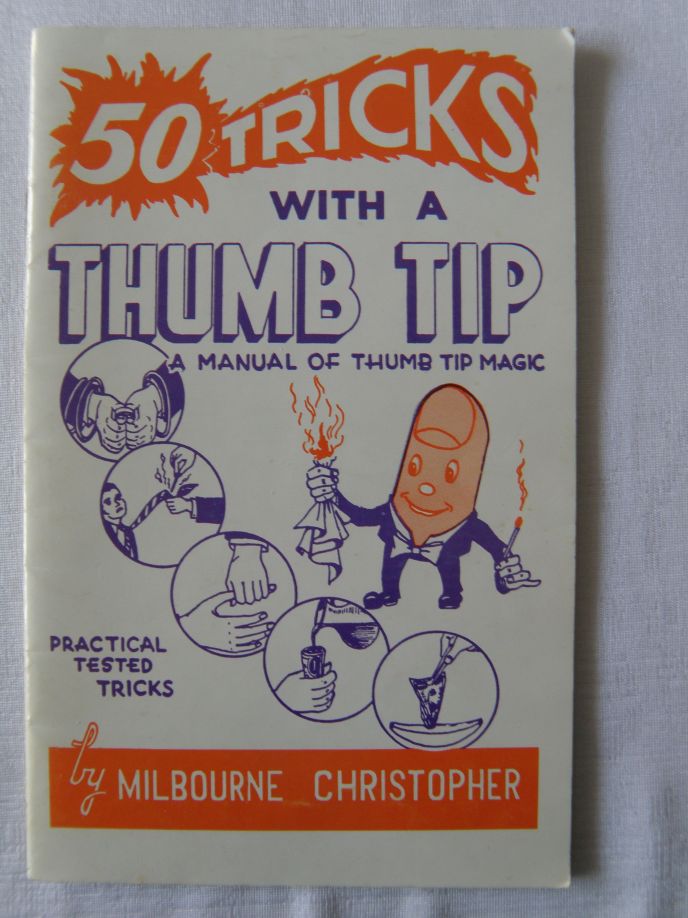 50 TRICKS
WITH A
THUMB TIP
A MANUAL OF THUMB TIP MAGIC
PRACTICAL
TESTED
TRICKS
by MILBOURNE CHRISTOPHER